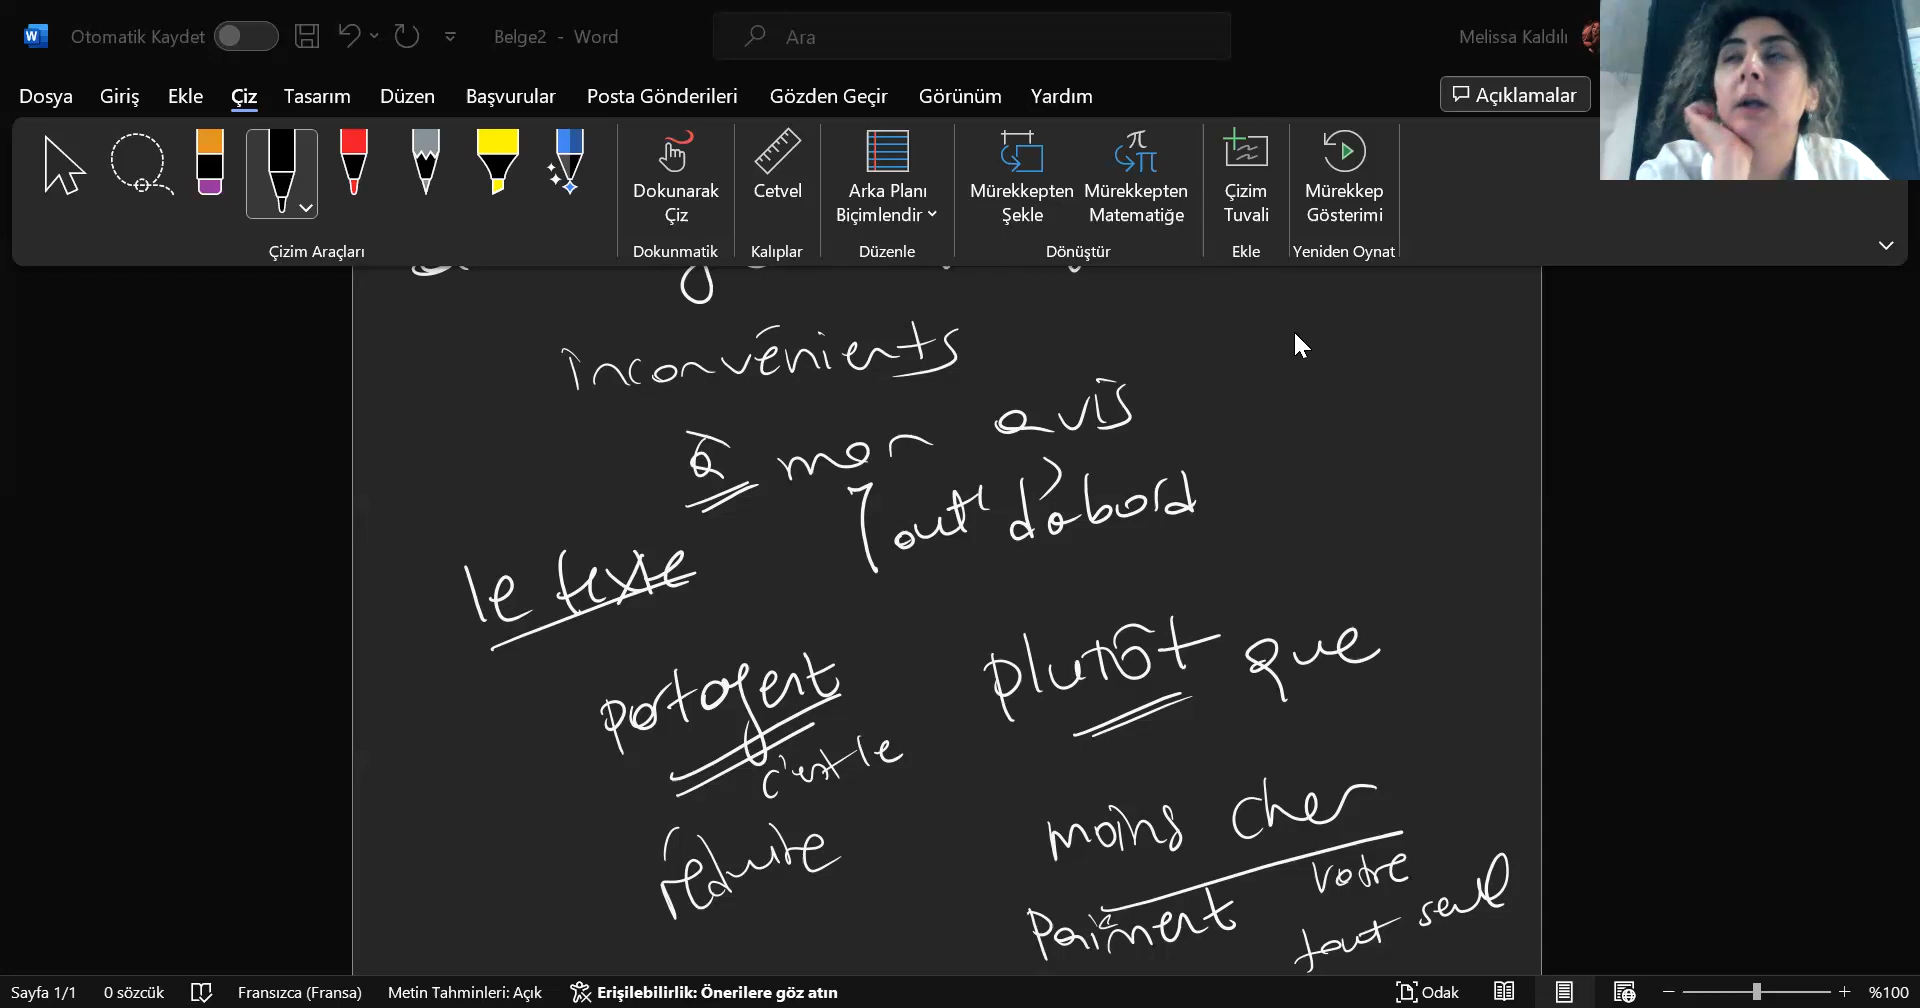 Otomatik Kaydet Belge2 - Word Ara Melissa Kaldılı
Dosya Giriş Ekle Çiz Tasarım Düzen Başvurular Posta Gönderileri Gözden Geçir Görünüm Yardım Açıklamalar
Dokunarak Çiz Cetvel Arka Planı Biçimlendir Mürekkepten Şekle Mürekkepten Matematiğe Çizim Tuvali Mürekkep Gösterimi
Çizim Araçları Dokunmatik Kalıplar Düzenle Dönüştür Ekle Yeniden Oynat
inconvénients
à mon avis
Tout d'abord
le texte
partagent plutôt que
c'est le
réduire
moins cher
Paiement votre
tout seul
Sayfa 1/1 0 sözcük Fransızca (Fransa) Metin Tahminleri: Açık Erişilebilirlik: Önerilere göz atın Odak %100